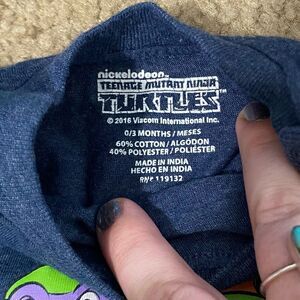 nickelodeon™
TEENAGE MUTANT NINJA
TURTLES
© 2016 Viacom International Inc.
0/3 MONTHS / MESES
60% COTTON / ALGODÓN
40% POLYESTER / POLIÉSTER
MADE IN INDIA
HECHO EN INDIA
RN# 119132